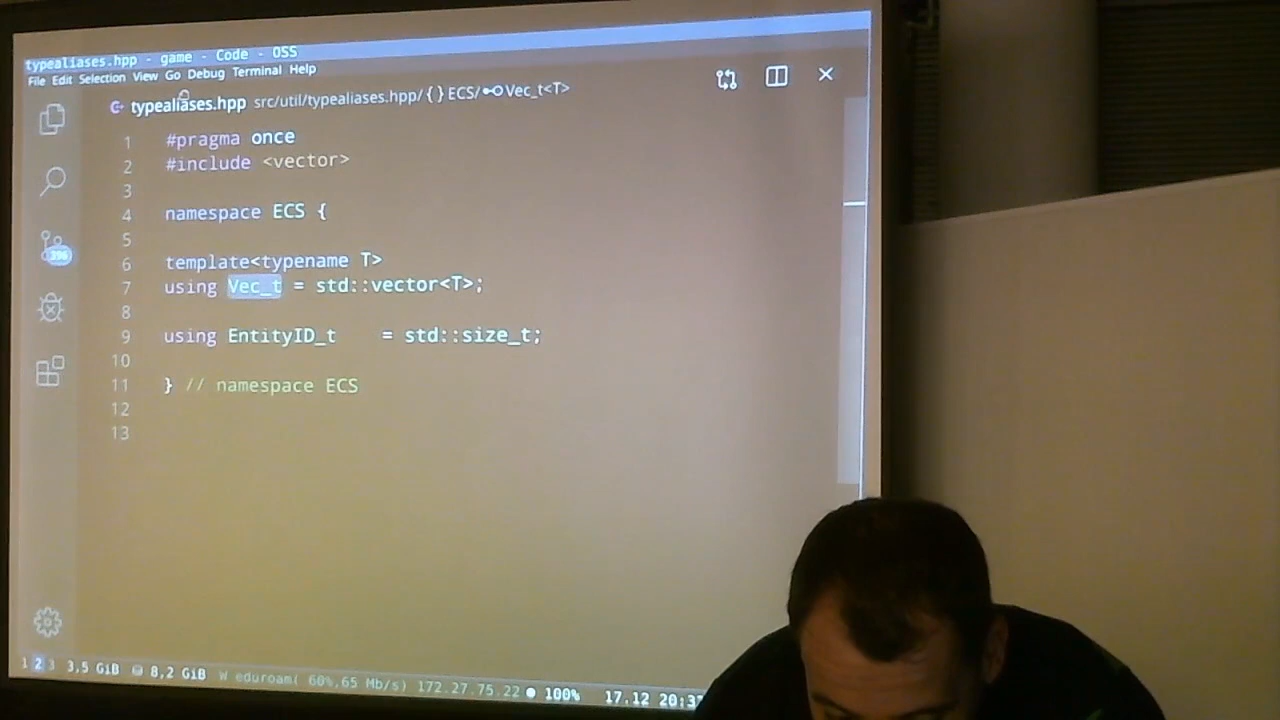 typealiases.hpp - game - Code - OSS
File Edit Selection View Go Debug Terminal Help
typealiases.hpp src/util/typealiases.hpp/ {} ECS/ Vec_t<T>
1 #pragma once
2 #include <vector>
3
4 namespace ECS {
5
6 template<typename T>
7 using Vec_t = std::vector<T>;
8
9 using EntityID_t = std::size_t;
10
11 } // namespace ECS
12
13
396
1 2 3 3,5 GiB 8,2 GiB W eduroam( 60%,65 Mb/s) 172.27.75.22 100% 17.12